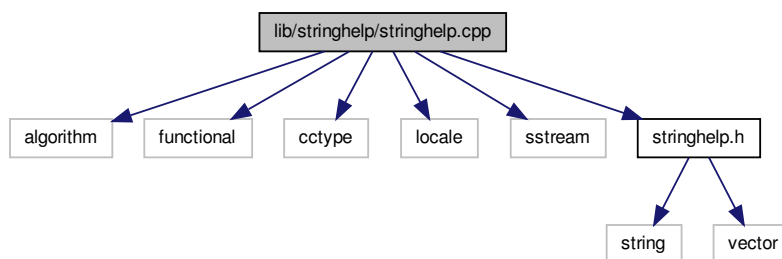 lib/stringhelp/stringhelp.cpp
algorithm
functional
cctype
locale
sstream
stringhelp.h
string
vector